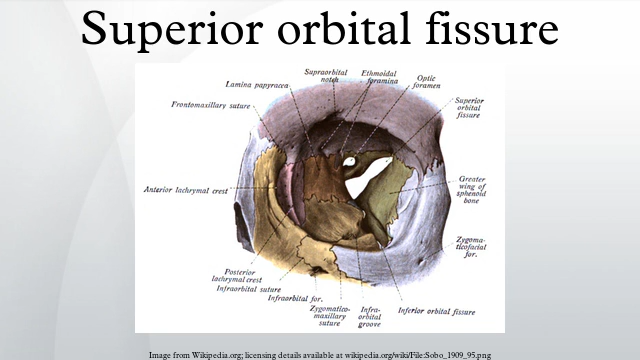 Superior orbital fissure
Supraorbital
notch
Ethmoidal
foramina
Optic
foramen
Lamina papyracea
Frontomaxillary suture
Superior
orbital
fissure
Anterior lachrymal crest
Greater
wing of
sphenoid
bone
Zygoma-
ticofacial
for.
Posterior
lachrymal crest
Infraorbital suture
Infraorbital for.
Zygomatico-
maxillary
suture
Infra-
orbital
groove
Inferior orbital fissure
Image from Wikipedia.org; licensing details available at wikipedia.org/wiki/File:Sobo_1909_95.png